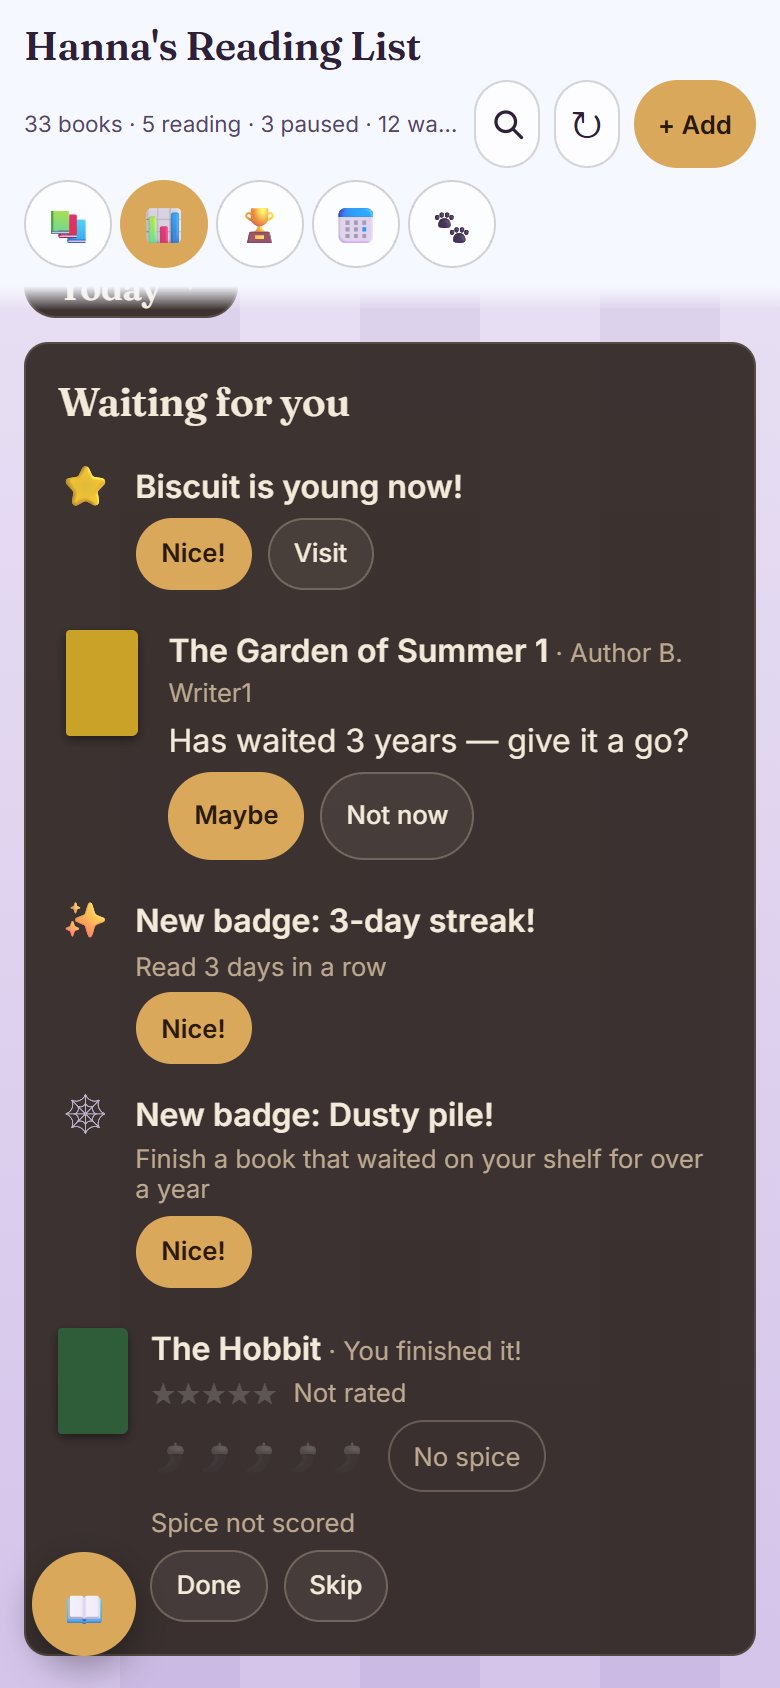 Hanna's Reading List
33 books · 5 reading · 3 paused · 12 wa...
+ Add
Today
Waiting for you
Biscuit is young now!
Nice!
Visit
The Garden of Summer 1 · Author B.
Writer1
Has waited 3 years — give it a go?
Maybe
Not now
New badge: 3-day streak!
Read 3 days in a row
Nice!
New badge: Dusty pile!
Finish a book that waited on your shelf for over
a year
Nice!
The Hobbit · You finished it!
Not rated
No spice
Spice not scored
Done
Skip